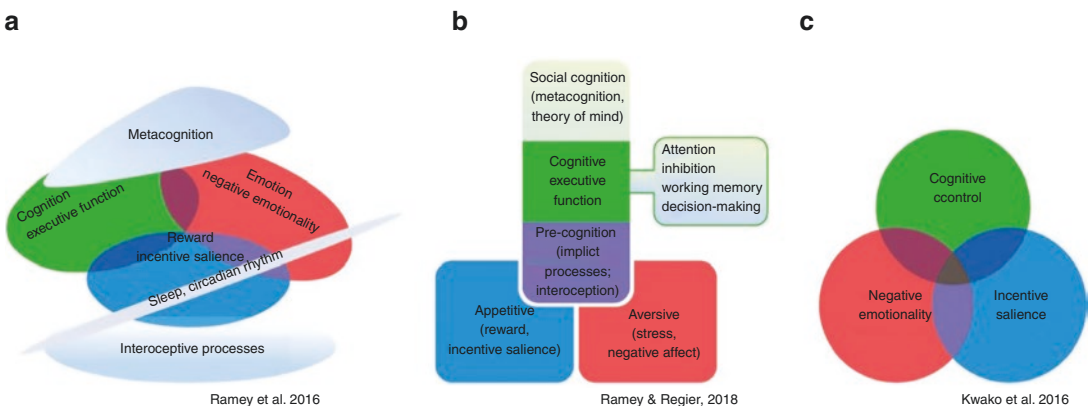 a
Metacognition
Cognition
executive function
Emotion
negative emotionality
Reward
incentive salience
Sleep, circadian rhythm
Interoceptive processes
Ramey et al. 2016
b
Social cognition
(metacognition,
theory of mind)
Cognitive
executive
function
Attention
inhibition
working memory
decision-making
Pre-cognition
(implict
processes;
interoception)
Appetitive
(reward,
incentive salience)
Aversive
(stress,
negative affect)
Ramey & Regier, 2018
c
Cognitive
ccontrol
Negative
emotionality
Incentive
salience
Kwako et al. 2016